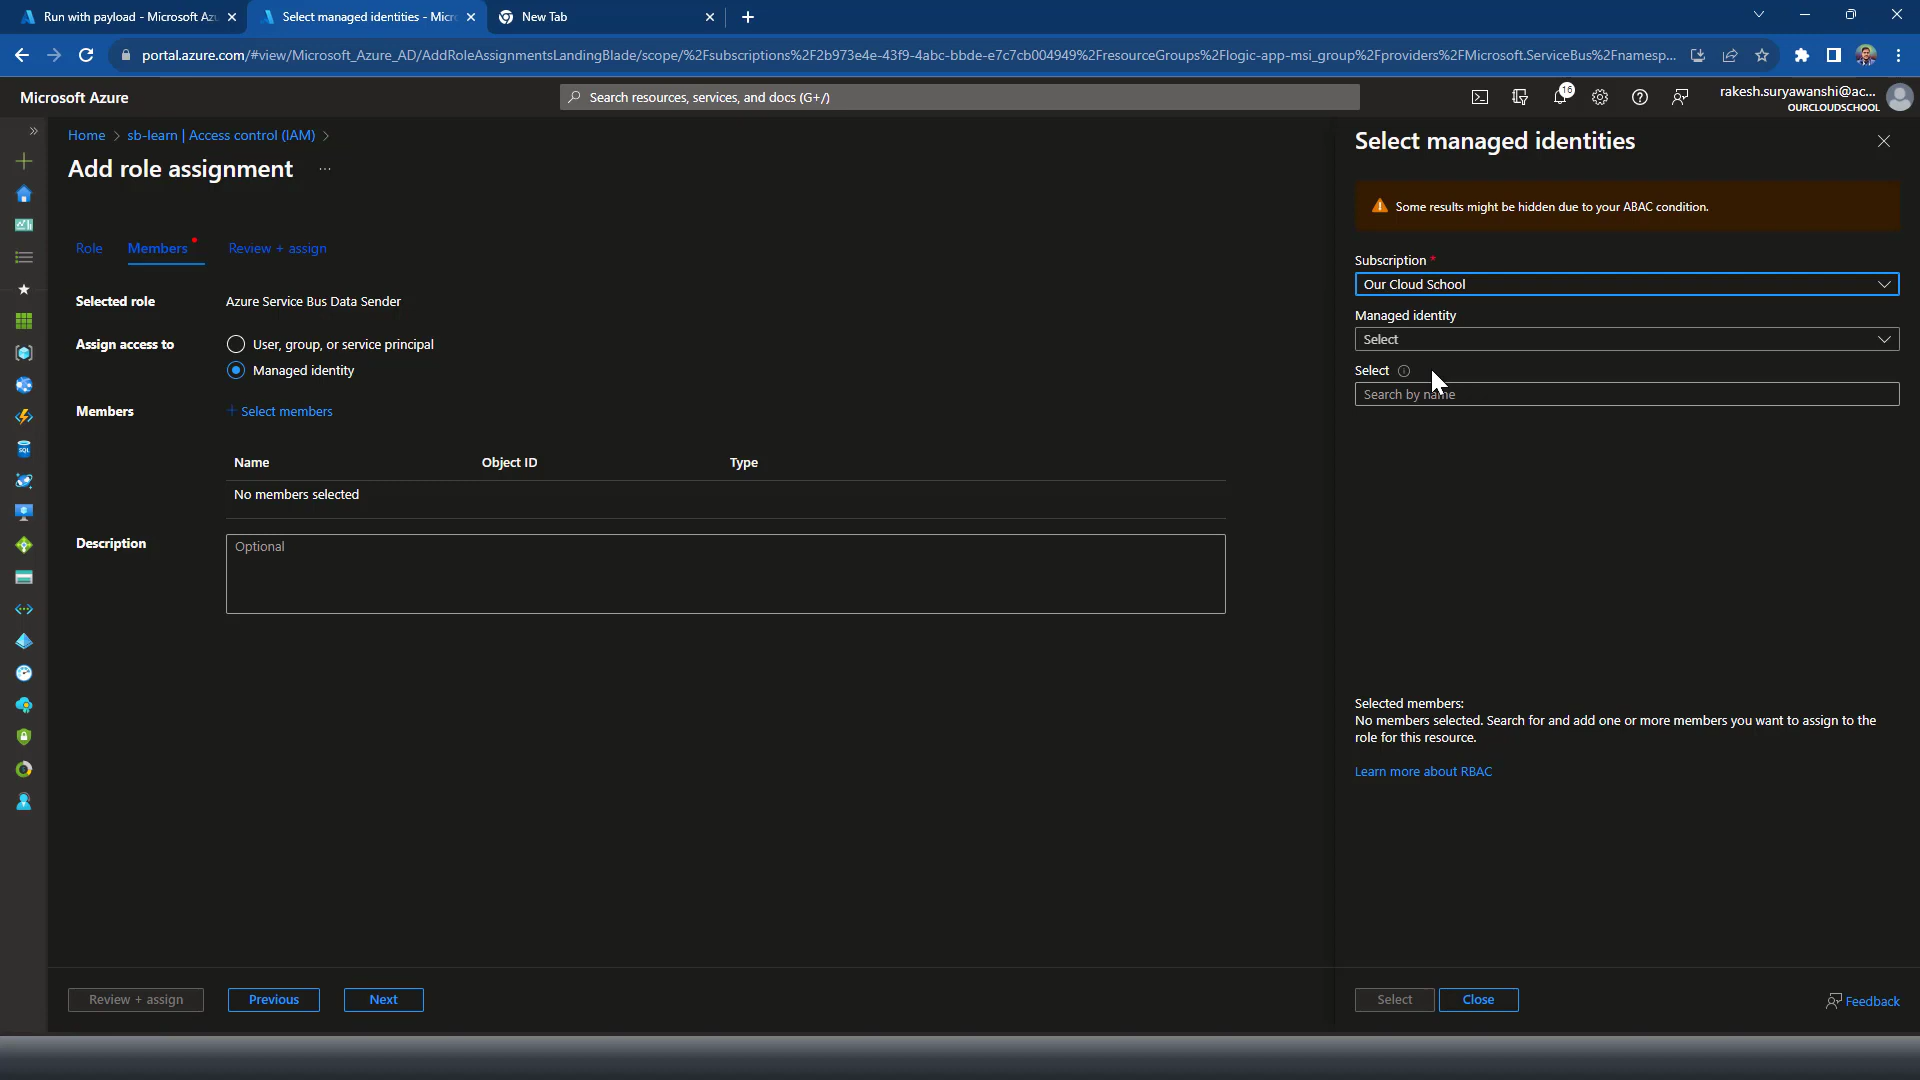 Run with payload - Microsoft Az
Select managed identities - Micr
New Tab
portal.azure.com/#view/Microsoft_Azure_AD/AddRoleAssignmentsLandingBlade/scope/%2Fsubscriptions%2F2b973e4e-43f9-4abc-bbde-e7c7cb004949%2FresourceGroups%2Flogic-app-msi_group%2Fproviders%2FMicrosoft.ServiceBus%2Fnamesp...
Microsoft Azure
Search resources, services, and docs (G+/)
16
rakesh.suryawanshi@ac...
OURCLOUDSCHOOL
Home > sb-learn | Access control (IAM) >
Add role assignment ...
Role
Members
Review + assign
Selected role
Azure Service Bus Data Sender
Assign access to
User, group, or service principal
Managed identity
Members
+ Select members
Name
Object ID
Type
No members selected
Description
Optional
Review + assign
Previous
Next
Select managed identities
Some results might be hidden due to your ABAC condition.
Subscription *
Our Cloud School
Managed identity
Select
Select
Search by name
Selected members:
No members selected. Search for and add one or more members you want to assign to the
role for this resource.
Learn more about RBAC
Select
Close
Feedback